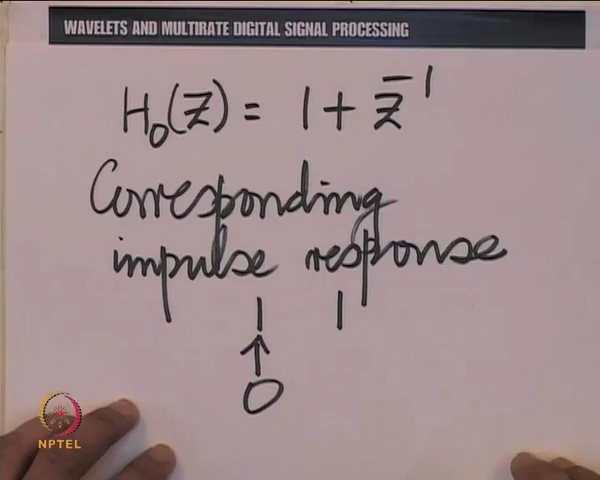 WAVELETS AND MULTIRATE DIGITAL SIGNAL PROCESSING
H₀(Z) = 1 + Z⁻¹
Corresponding
impulse response
1 1
↑
0
NPTEL